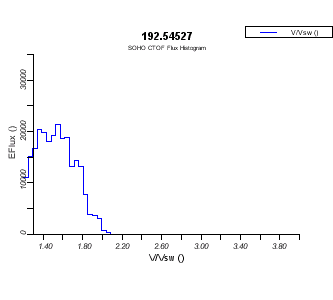 192.54527
V/Vsw ()
SOHO CTOF Flux Histogram
30000
20000
10000
0
EFlux ()
1.40 1.80 2.20 2.60 3.00 3.40 3.80
V/Vsw ()